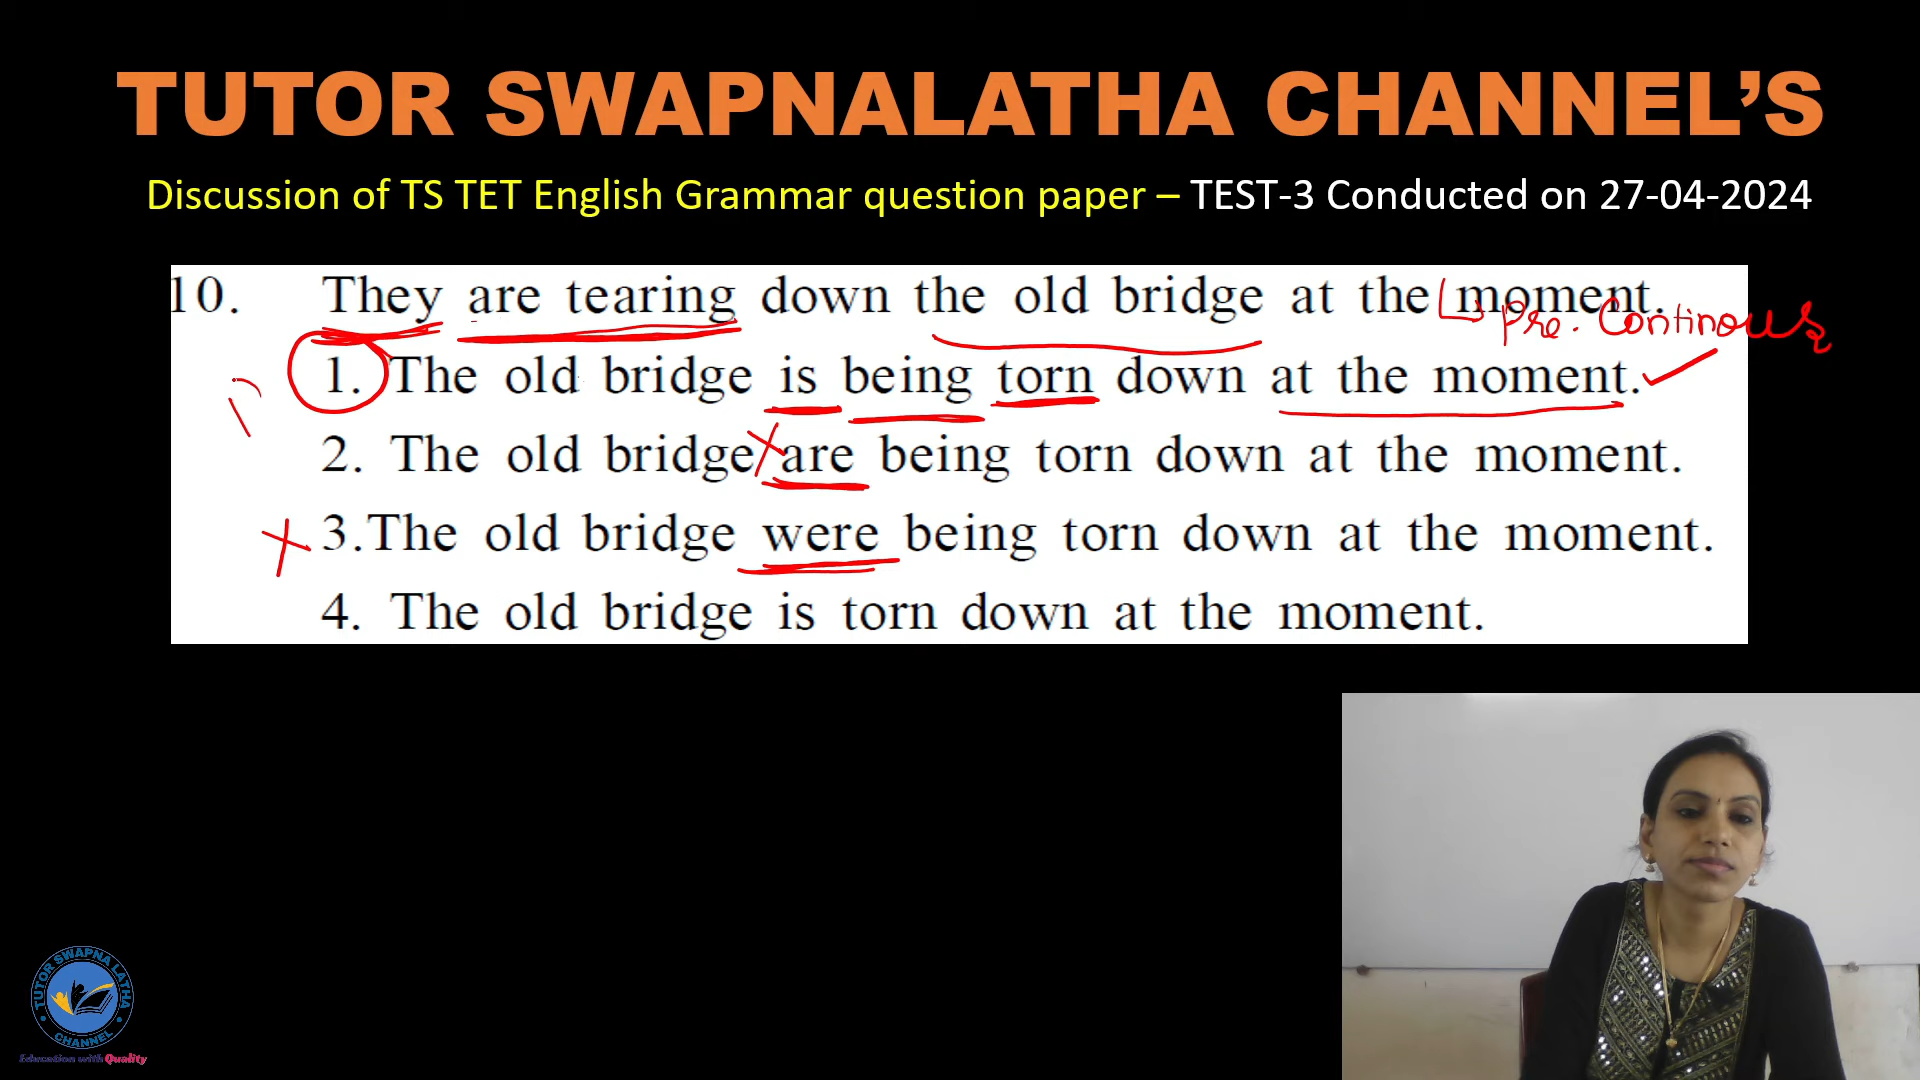 TUTOR SWAPNALATHA CHANNEL’S
Discussion of TS TET English Grammar question paper – TEST-3 Conducted on 27-04-2024
10. They are tearing down the old bridge at the moment.
Pre. Continous
1. The old bridge is being torn down at the moment.
2. The old bridge are being torn down at the moment.
3.The old bridge were being torn down at the moment.
4. The old bridge is torn down at the moment.
TUTOR SWAPNA LATHA
CHANNEL
Education with Quality